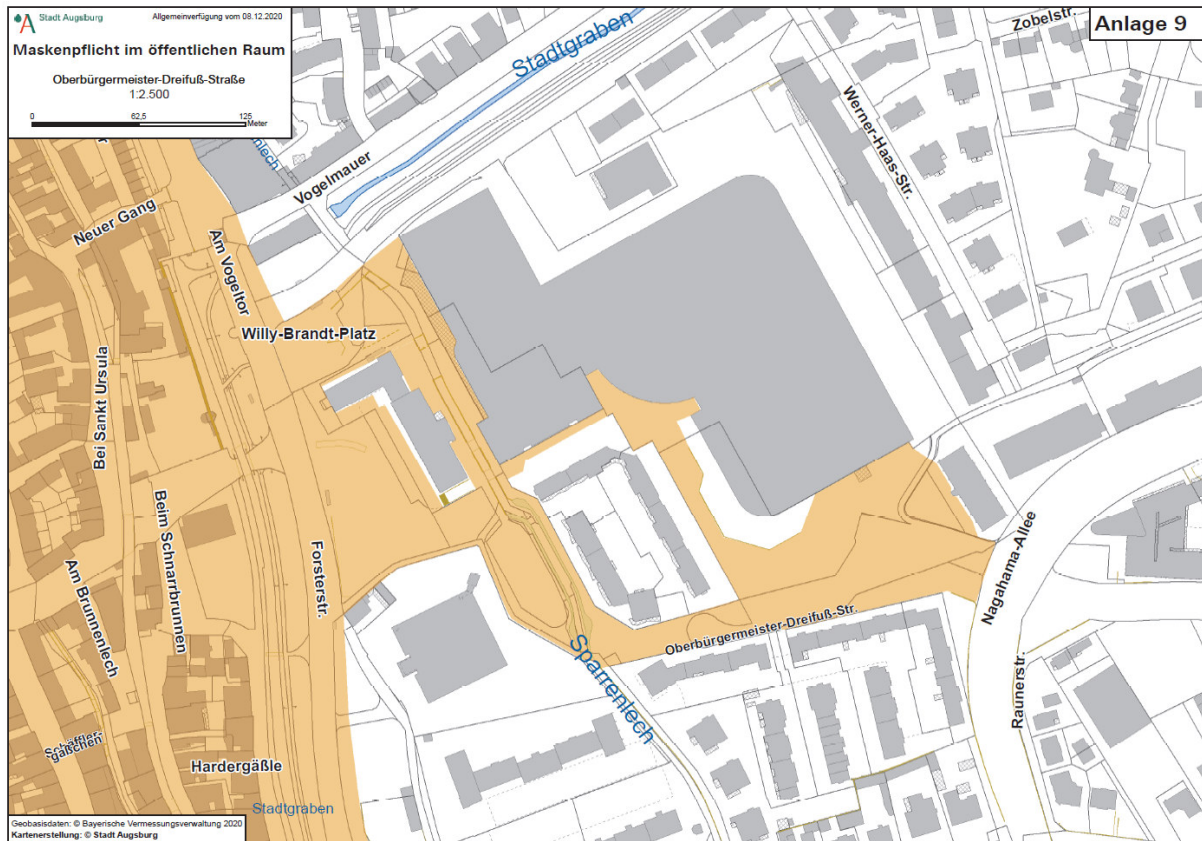 Stadt Augsburg
Allgemeinverfügung vom 08.12.2020
Maskenpflicht im öffentlichen Raum
Oberbürgermeister-Dreifuß-Straße
1:2.500
0 62,5 125
Meter
Anlage 9
Zobelstr.
Stadtgraben
Werner-Haas-Str.
Vogelmauer
Neuer Gang
Am Vogeltor
Willy-Brandt-Platz
Bei Sankt Ursula
Beim Schnarrbrunnen
Am Brunnenlech
Forsterstr.
Nagahama-Allee
Oberbürgermeister-Dreifuß-Str.
Sparrenlech
Raunerstr.
Schäffler-
gäßchen
Hardergäßle
Stadtgraben
Geobasisdaten: © Bayerische Vermessungsverwaltung 2020
Kartenerstellung: © Stadt Augsburg